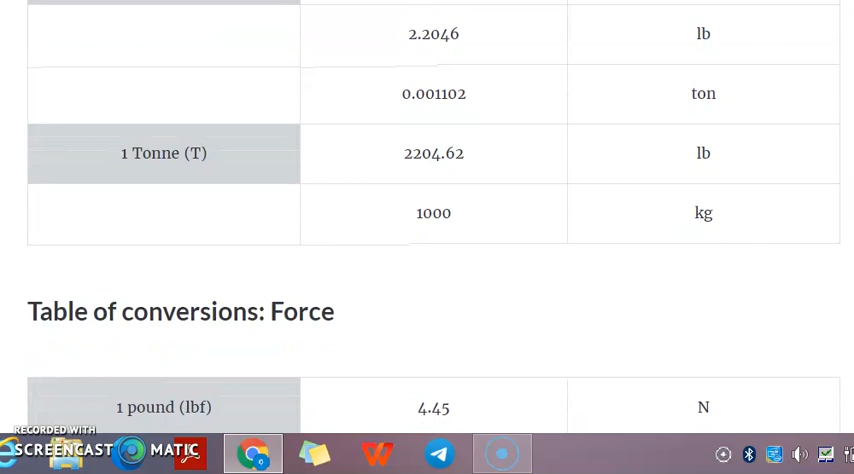 2.2046 lb
0.001102 ton
1 Tonne (T) 2204.62 lb
1000 kg
Table of conversions: Force
1 pound (lbf) 4.45 N
RECORDED WITH
SCREENCAST MATIC